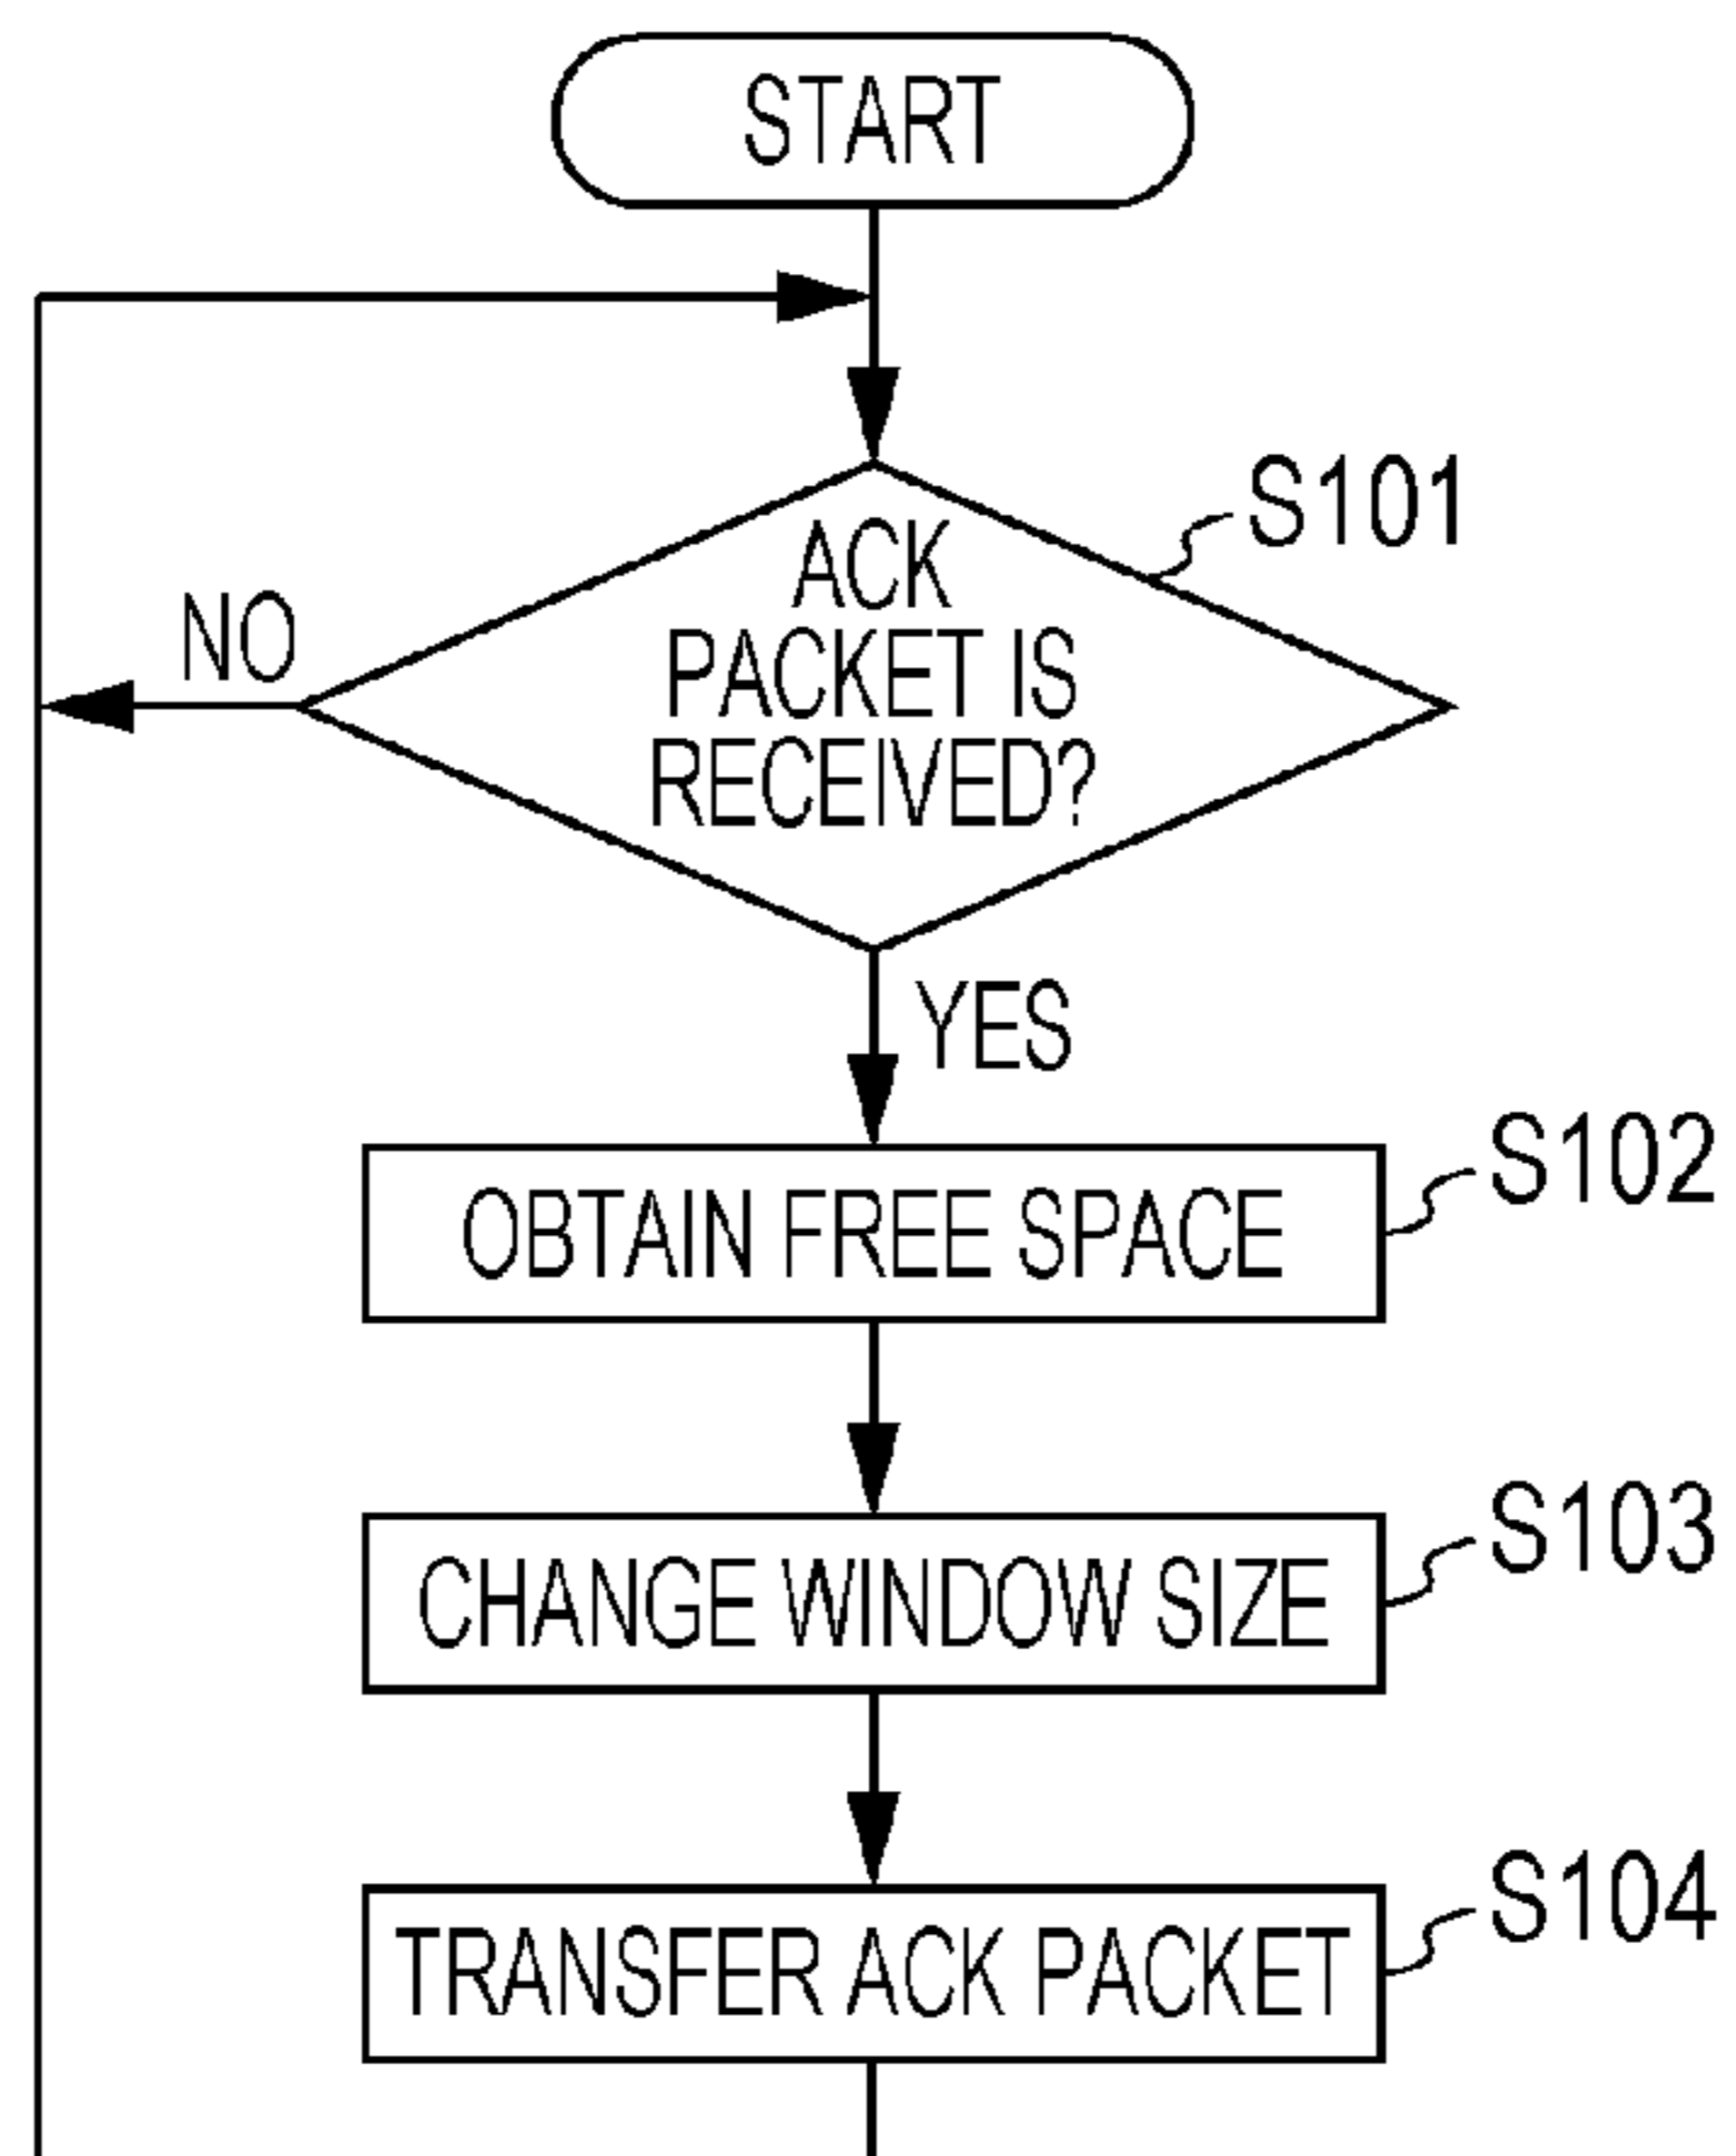 START
S101
ACK
PACKET IS
RECEIVED?
NO
YES
S102
OBTAIN FREE SPACE
S103
CHANGE WINDOW SIZE
S104
TRANSFER ACK PACKET